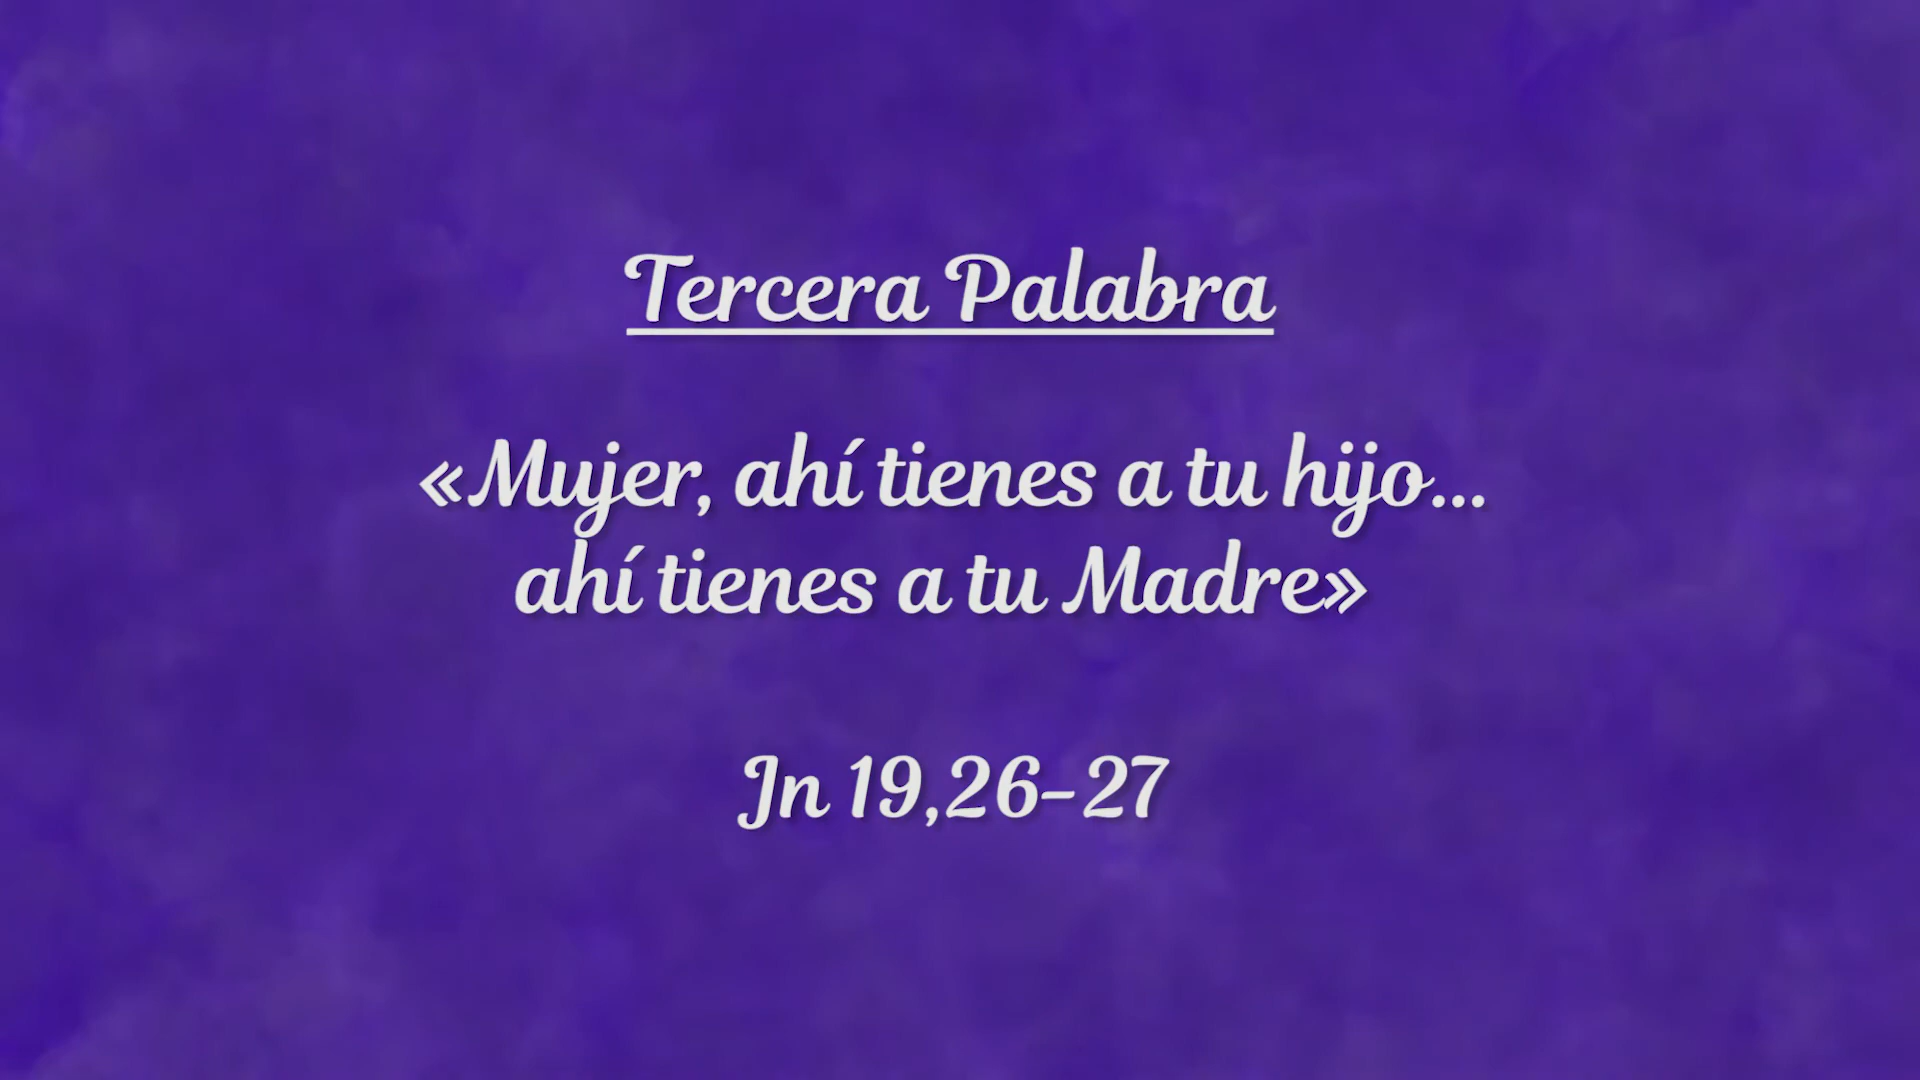 Tercera Palabra
«Mujer, ahí tienes a tu hijo...
ahí tienes a tu Madre»
Jn 19,26-27